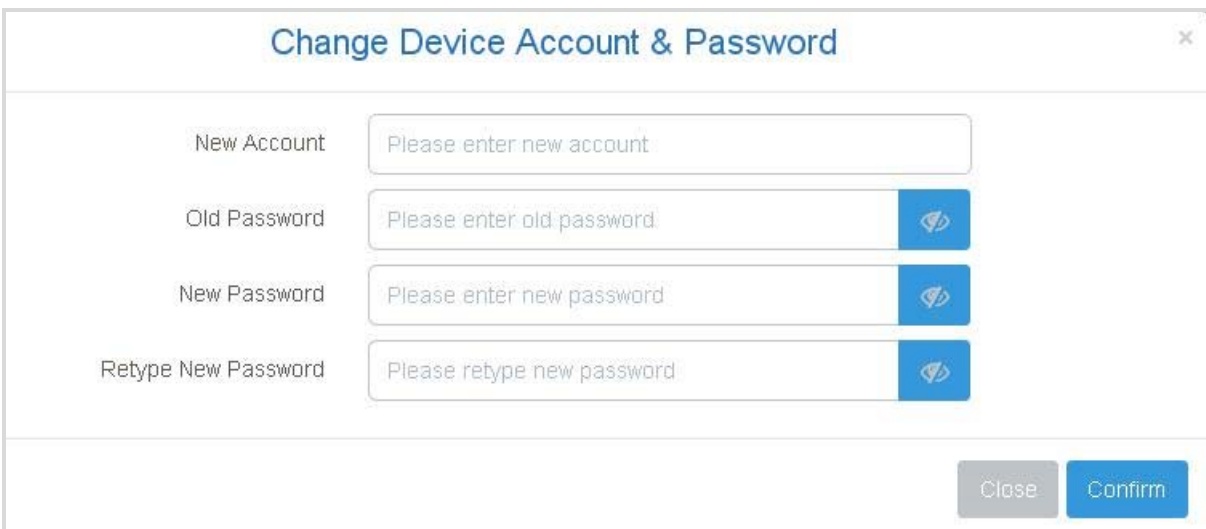 Change Device Account & Password
×
New Account Please enter new account
Old Password Please enter old password
New Password Please enter new password
Retype New Password Please retype new password
Close Confirm